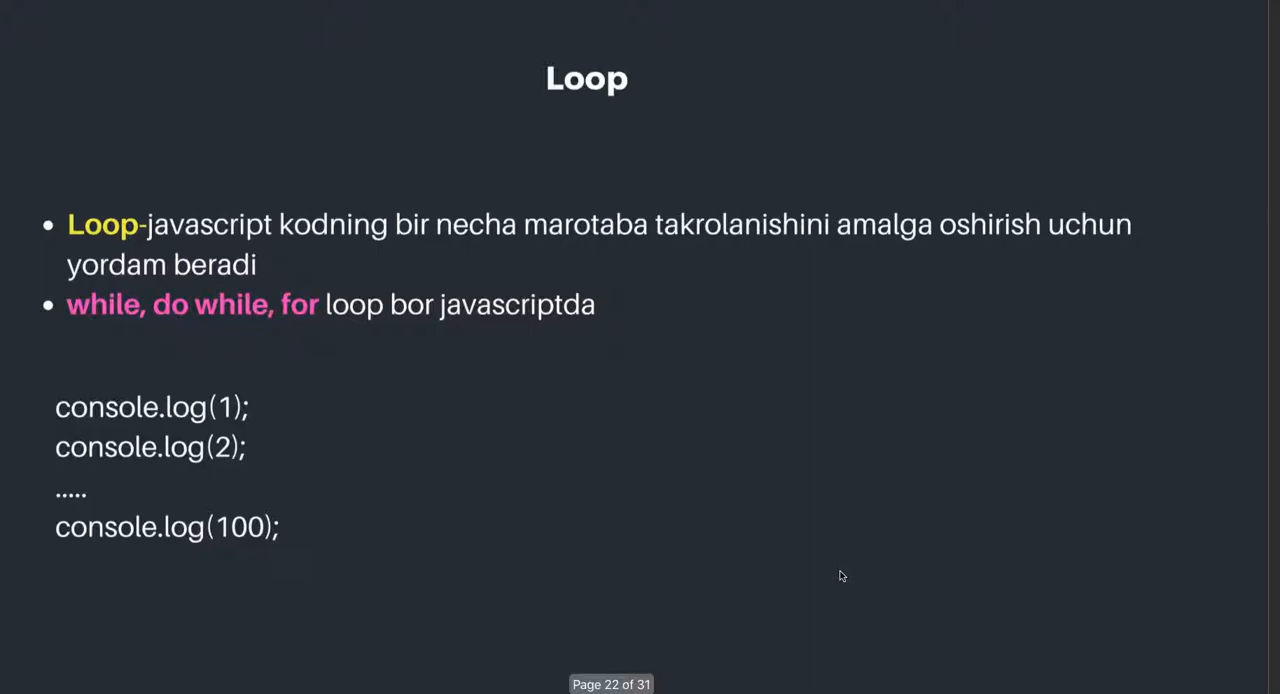 Loop
• Loop-javascript kodning bir necha marotaba takrolanishini amalga oshirish uchun
yordam beradi
• while, do while, for loop bor javascriptda
console.log(1);
console.log(2);
.....
console.log(100);
Page 22 of 31